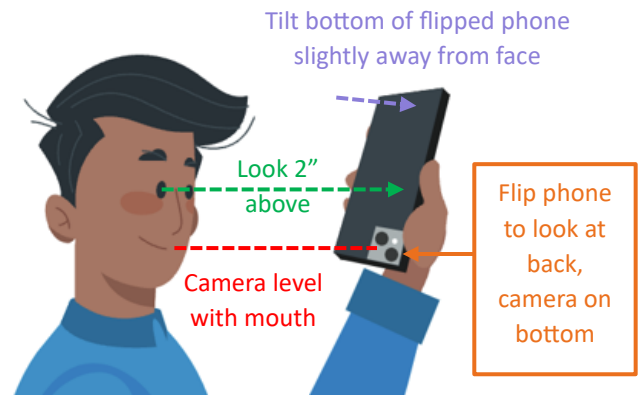 Tilt bottom of flipped phone
slightly away from face
Look 2”
above
Camera level
with mouth
Flip phone
to look at
back,
camera on
bottom